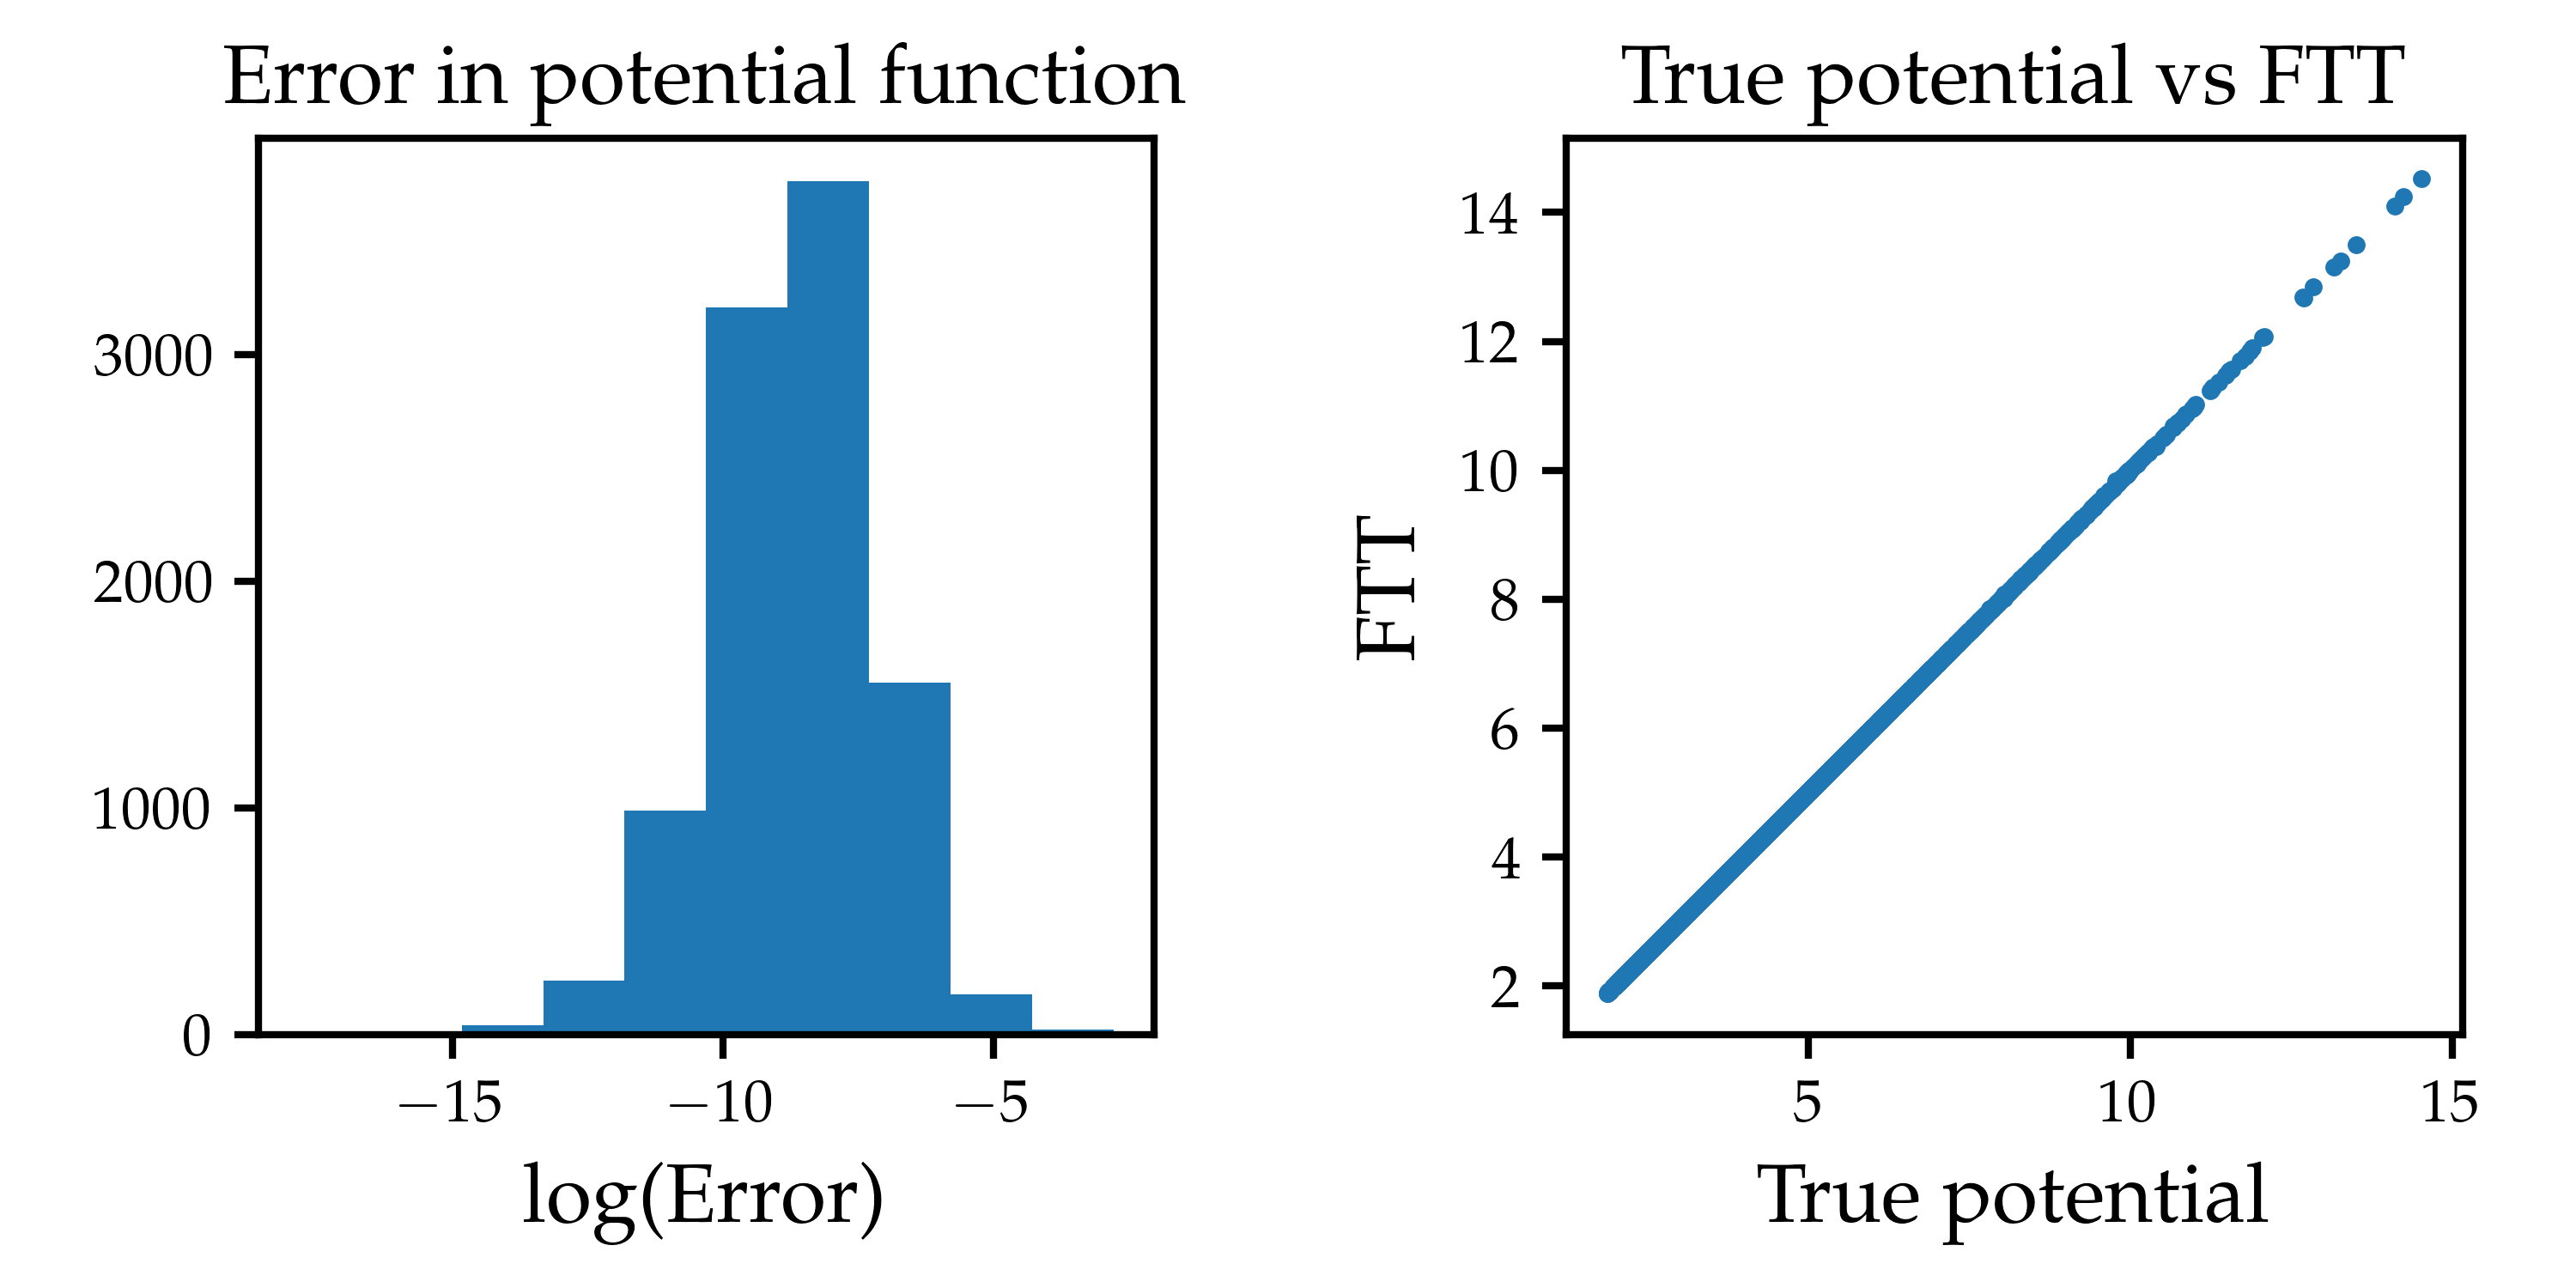 Error in potential function
3000
2000
1000
0
−15 −10 −5
log(Error)
True potential vs FTT
FTT
14
12
10
8
6
4
2
5 10 15
True potential